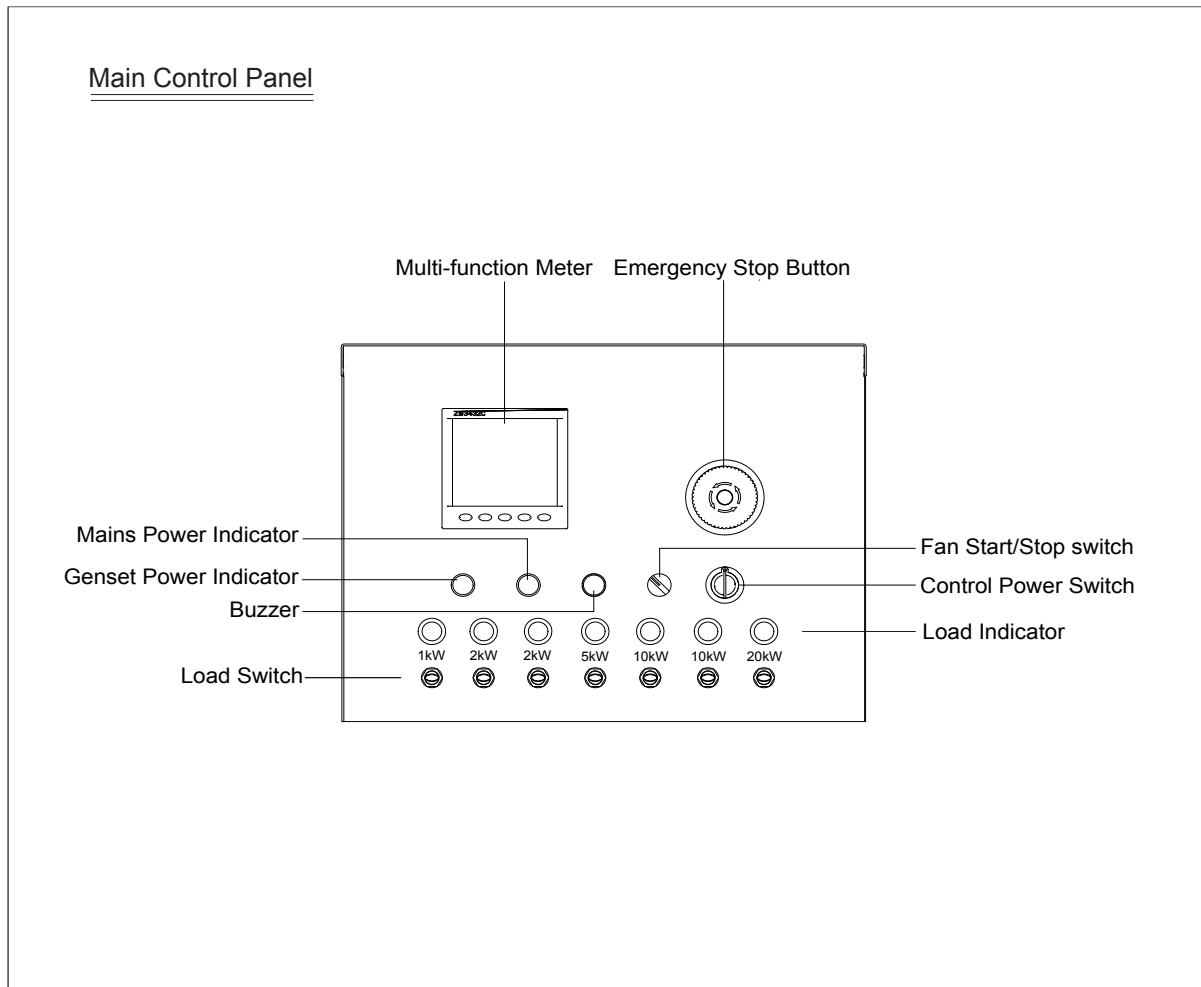 Main Control Panel
Multi-function Meter
Emergency Stop Button
ZW3432C
Mains Power Indicator
Fan Start/Stop switch
Genset Power Indicator
Control Power Switch
Buzzer
Load Indicator
1kW 2kW 2kW 5kW 10kW 10kW 20kW
Load Switch